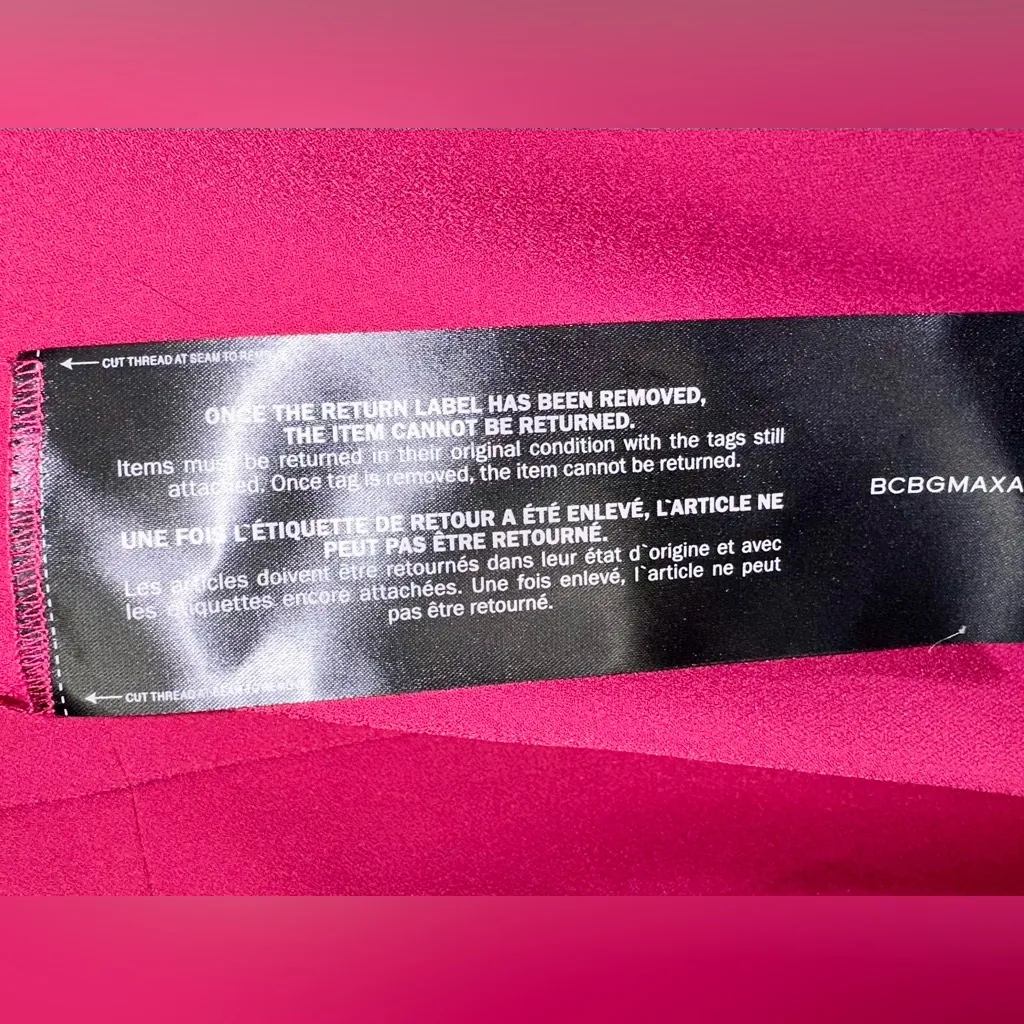 CUT THREAD AT SEAM TO
ONCE THE RETURN LABEL HAS BEEN REMOVED,
THE ITEM CANNOT BE RETURNED.
Items must be returned in their original condition with the tags still
attached. Once tag is removed, the item cannot be returned.
UNE FOIS L`ÉTIQUETTE DE RETOUR A ÉTÉ ENLEVÉ, L`ARTICLE NE
PEUT PAS ÊTRE RETOURNÉ.
Les articles doivent être retournés dans leur état d`origine et avec
les étiquettes encore attachées. Une fois enlevé, l`article ne peut
pas être retourné.
BCBGMAXA
CUT THREAD AT SEAM TO